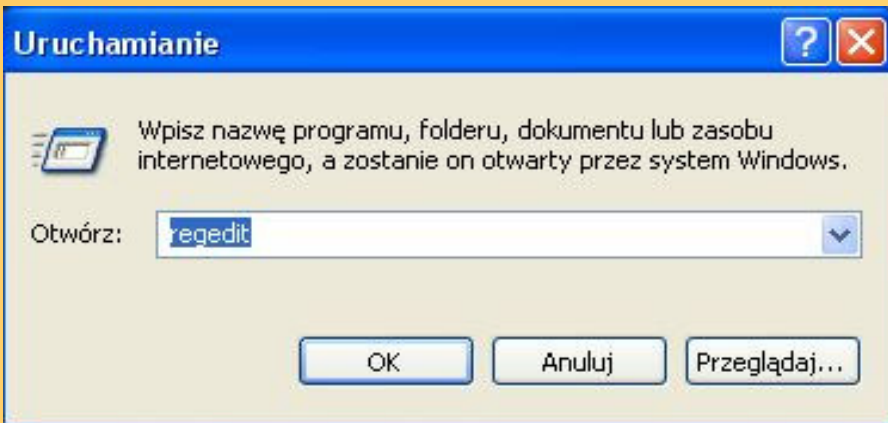 Uruchamianie
Wpisz nazwę programu, folderu, dokumentu lub zasobu
internetowego, a zostanie on otwarty przez system Windows.
Otwórz: regedit
OK Anuluj Przeglądaj...